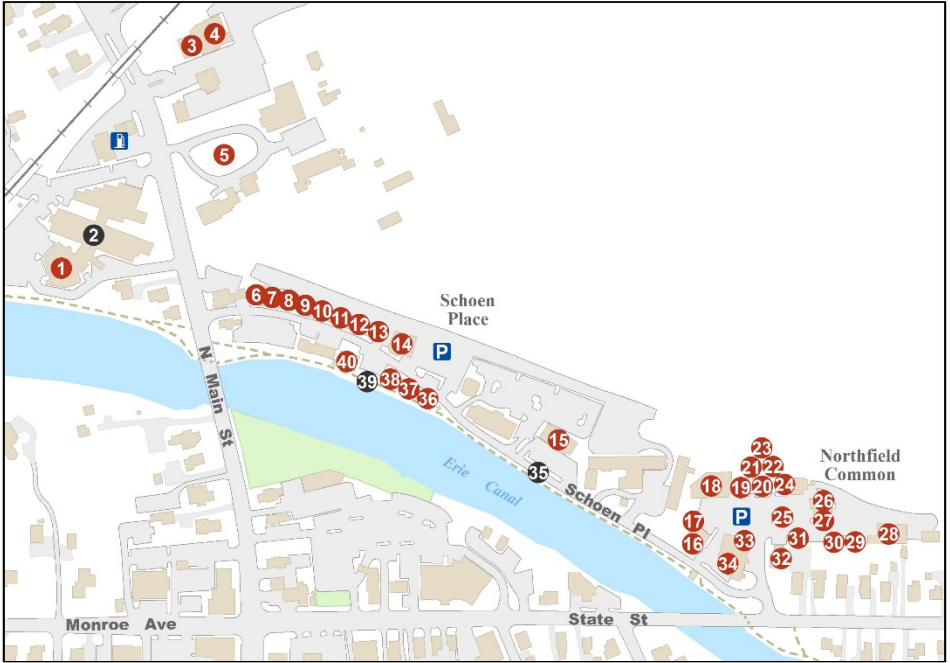 3 4
5
2
1
6 7 8 9 10 11 12 13 14
Schoen
Place
P
40
39 38 37 36
N Main St
15
35
Erie Canal
Schoen Pl
Northfield
Common
23
21 22
18 19 20 24
26
17 P 25 27
16 33 31 30 29 28
34 32
Monroe Ave
State St